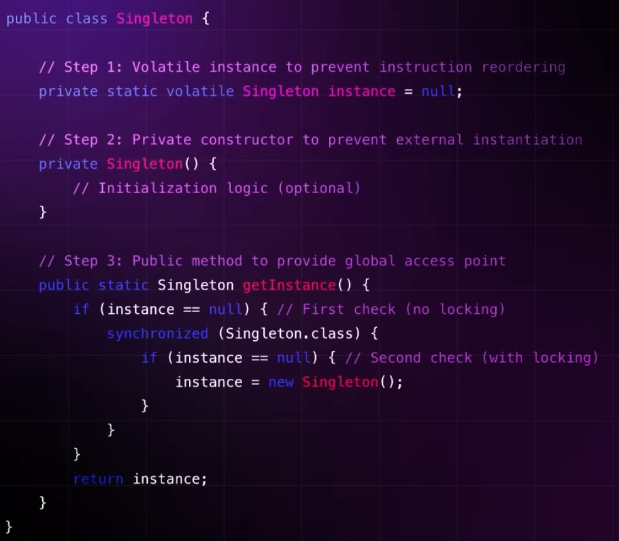 public class Singleton {
// Step 1: Volatile instance to prevent instruction reordering
private static volatile Singleton instance = null;
// Step 2: Private constructor to prevent external instantiation
private Singleton() {
// Initialization logic (optional)
}
// Step 3: Public method to provide global access point
public static Singleton getInstance() {
if (instance == null) { // First check (no locking)
synchronized (Singleton.class) {
if (instance == null) { // Second check (with locking)
instance = new Singleton();
}
}
}
return instance;
}
}